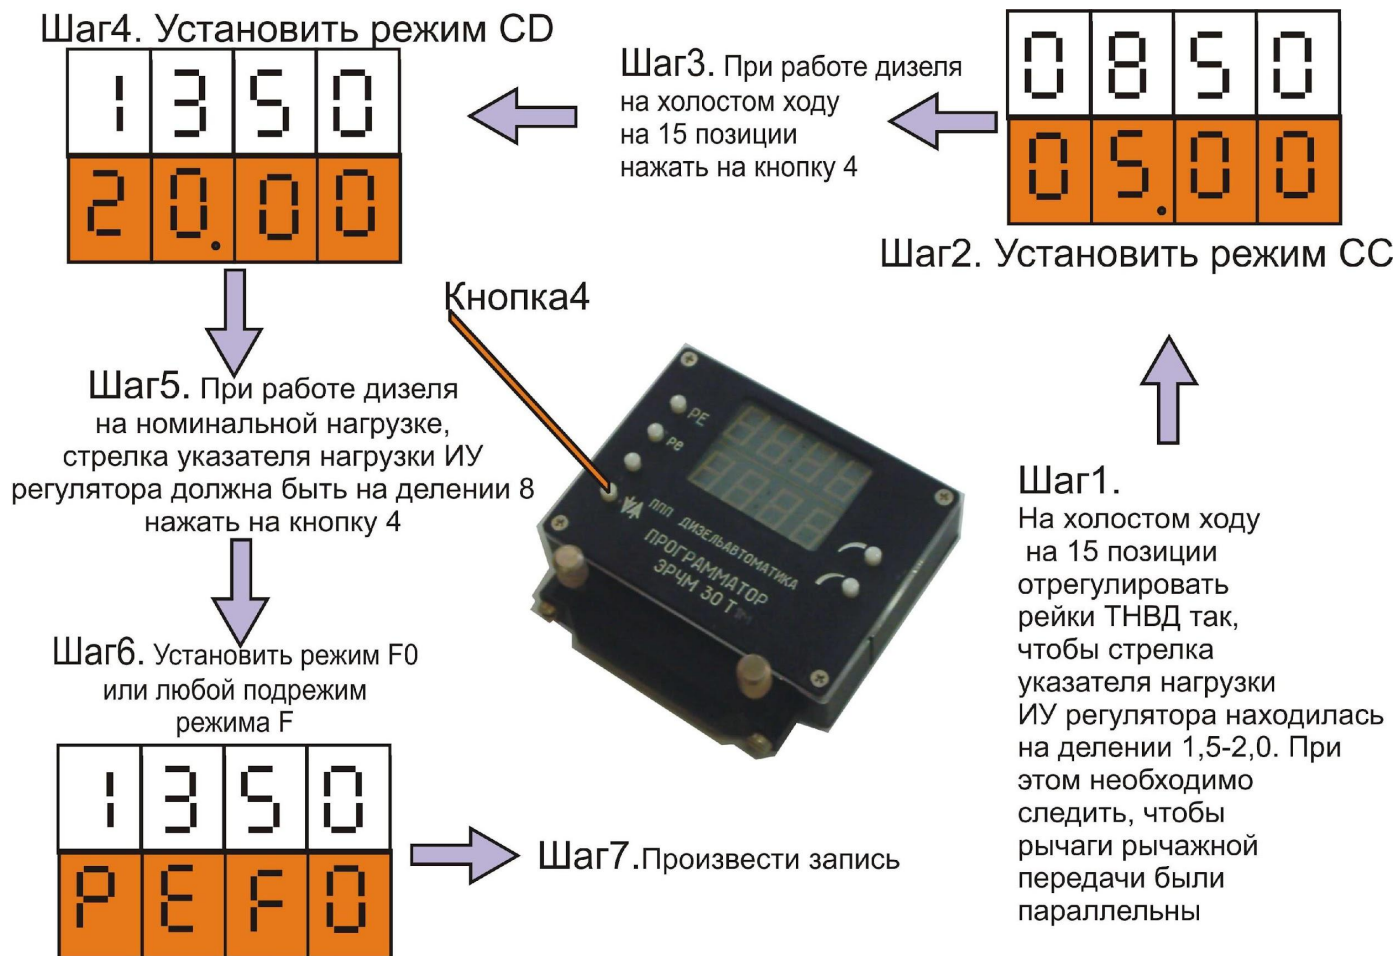 Шаг4. Установить режим CD
1350
20.00
Шаг3. При работе дизеля
на холостом ходу
на 15 позиции
нажать на кнопку 4
0850
05.00
Шаг2. Установить режим CC
Кнопка4
Шаг5. При работе дизеля
на номинальной нагрузке,
стрелка указателя нагрузки ИУ
регулятора должна быть на делении 8
нажать на кнопку 4
PE
Pe
ППП ДИЗЕЛЬАВТОМАТИКА
ПРОГРАММАТОР
ЭРЧМ 30 Т
Шаг1.
На холостом ходу
на 15 позиции
отрегулировать
рейки ТНВД так,
чтобы стрелка
указателя нагрузки
ИУ регулятора находилась
на делении 1,5-2,0. При
этом необходимо
следить, чтобы
рычаги рычажной
передачи были
параллельны
Шаг6. Установить режим F0
или любой подрежим
режима F
1350
PEF0
Шаг7.Произвести запись